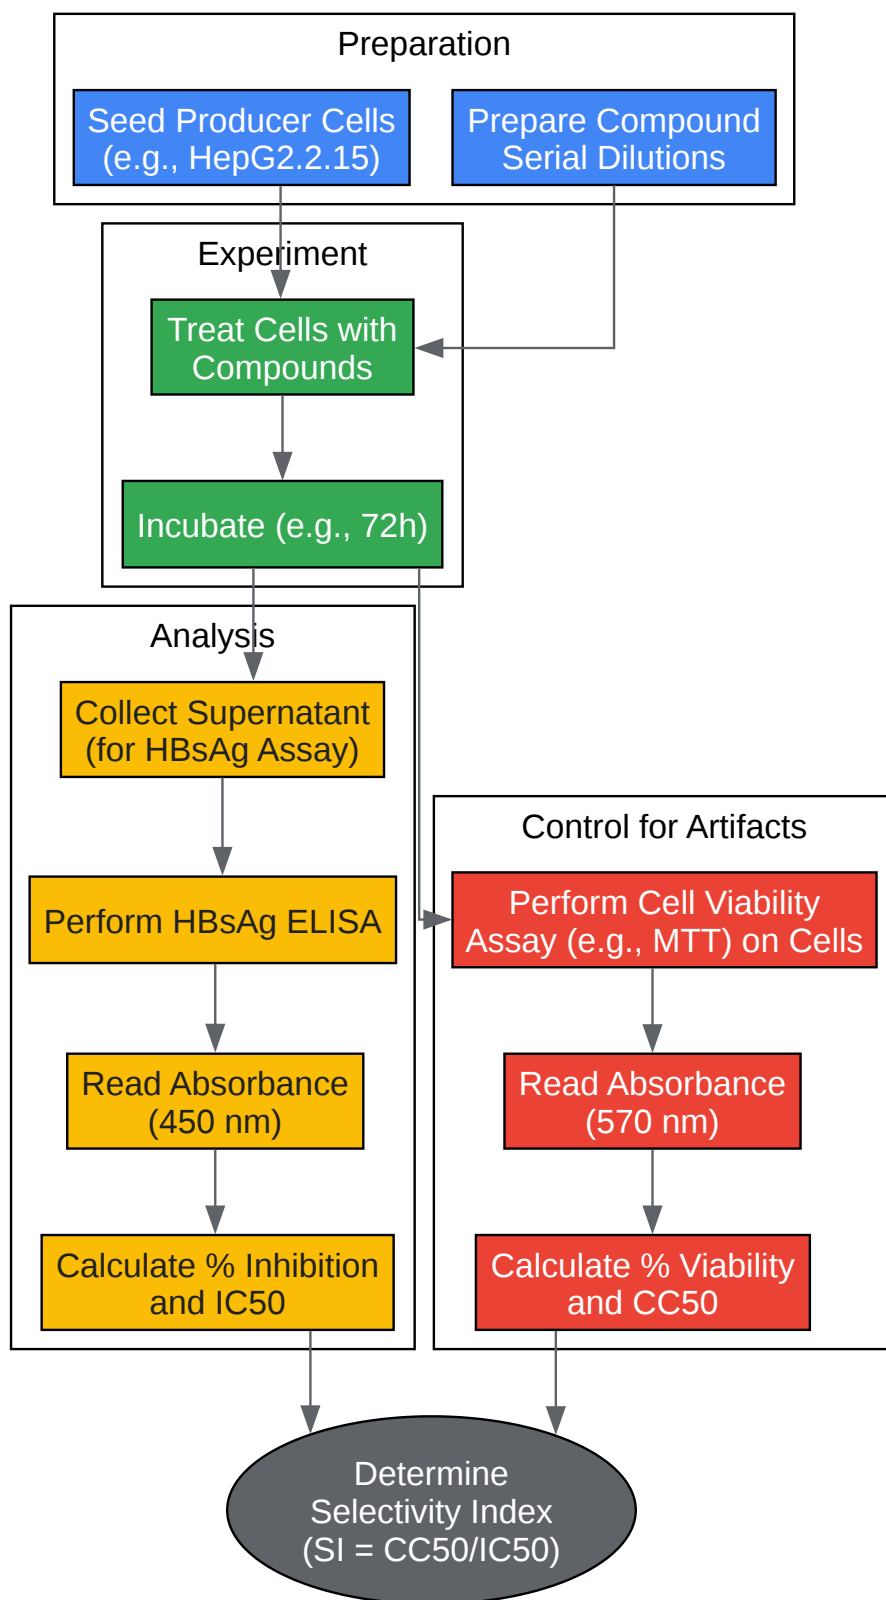 Preparation
Seed Producer Cells
(e.g., HepG2.2.15)
Prepare Compound
Serial Dilutions
Experiment
Treat Cells with
Compounds
Incubate (e.g., 72h)
Analysis
Collect Supernatant
(for HBsAg Assay)
Perform HBsAg ELISA
Read Absorbance
(450 nm)
Calculate % Inhibition
and IC50
Control for Artifacts
Perform Cell Viability
Assay (e.g., MTT) on Cells
Read Absorbance
(570 nm)
Calculate % Viability
and CC50
Determine
Selectivity Index
(SI = CC50/IC50)